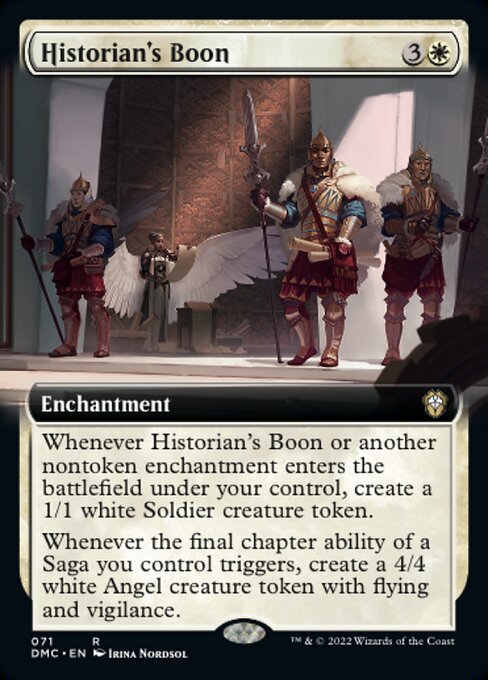 Historian's Boon 3
Enchantment
Whenever Historian's Boon or another
nontoken enchantment enters the
battlefield under your control, create a
1/1 white Soldier creature token.
Whenever the final chapter ability of a
Saga you control triggers, create a 4/4
white Angel creature token with flying
and vigilance.
071 R
DMC • EN Irina Nordsol ™ & © 2022 Wizards of the Coast